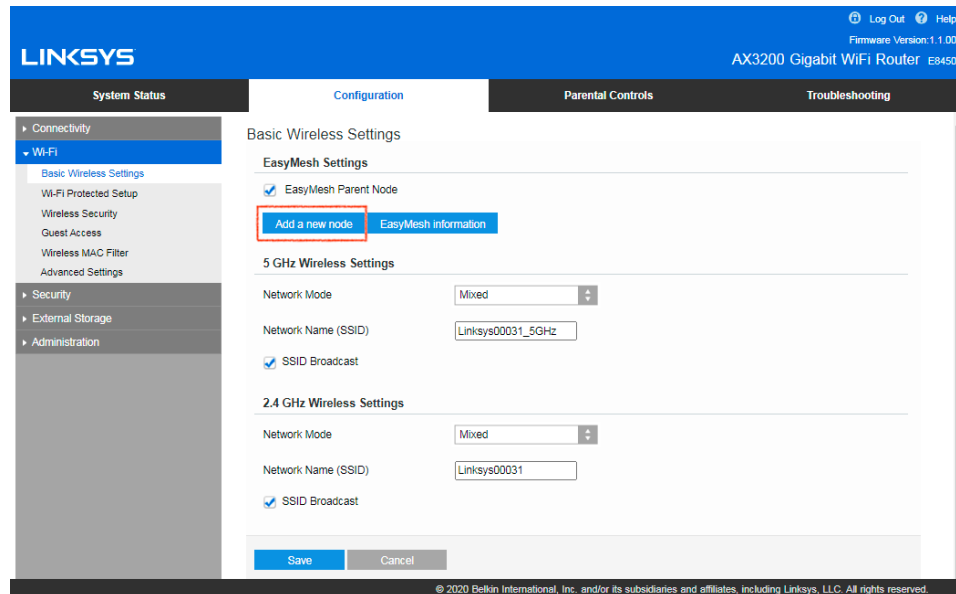 Log Out Help
Firmware Version:1.1.00
LINKSYS
AX3200 Gigabit WiFi Router E8450
System Status Configuration Parental Controls Troubleshooting
Connectivity
Wi-Fi
Basic Wireless Settings
Wi-Fi Protected Setup
Wireless Security
Guest Access
Wireless MAC Filter
Advanced Settings
Security
External Storage
Administration
Basic Wireless Settings
EasyMesh Settings
EasyMesh Parent Node
Add a new node EasyMesh information
5 GHz Wireless Settings
Network Mode Mixed
Network Name (SSID) Linksys00031_5GHz
SSID Broadcast
2.4 GHz Wireless Settings
Network Mode Mixed
Network Name (SSID) Linksys00031
SSID Broadcast
Save Cancel
© 2020 Belkin International, Inc. and/or its subsidiaries and affiliates, including Linksys, LLC. All rights reserved.